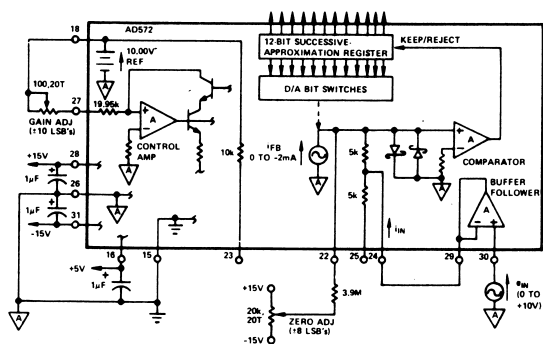 AD572
18
10.00V
REF
A
100,20T
27
19.95k
GAIN ADJ
(±10 LSB's)
A
CONTROL
AMP
A
10k
12-BIT SUCCESSIVE-
APPROXIMATION REGISTER
D/A BIT SWITCHES
KEEP/REJECT
iFB
0 TO -2mA
A
5k
5k
A
A
COMPARATOR
BUFFER
FOLLOWER
A
iIN
+15V
28
1µF
26
A
1µF
31
-15V
16
15
23
22
25
24
29
30
+5V
1µF
A
3.9M
+15V
20k,
20T
ZERO ADJ
(±8 LSB's)
-15V
eIN
(0 TO
+10V)
A